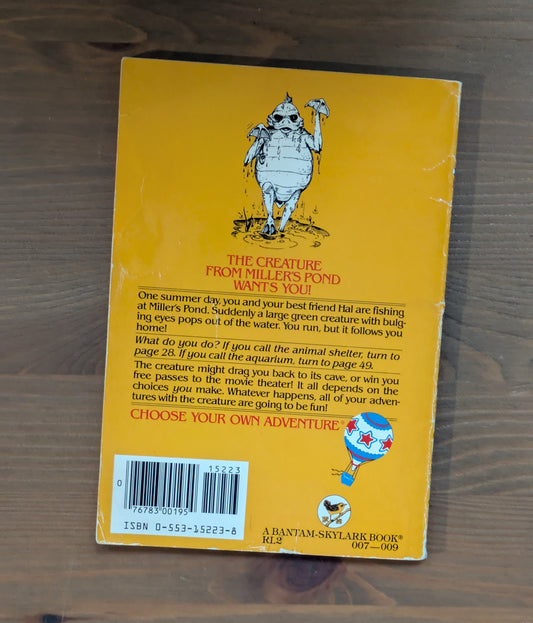 THE CREATURE
FROM MILLER'S POND
WANTS YOU!
One summer day, you and your best friend Hal are fishing
at Miller's Pond. Suddenly a large green creature with bulg-
ing eyes pops out of the water. You run, but it follows you
home!
What do you do? If you call the animal shelter, turn to
page 28. If you call the aquarium, turn to page 49.
The creature might drag you back to its cave, or win you
free passes to the movie theater! It all depends on the
choices you make. Whatever happens, all of your adven-
tures with the creature are going to be fun!
CHOOSE YOUR OWN ADVENTURE®
15223
0
76783 00195
ISBN 0-553-15223-8
A BANTAM-SKYLARK BOOK®
RL2
007—009